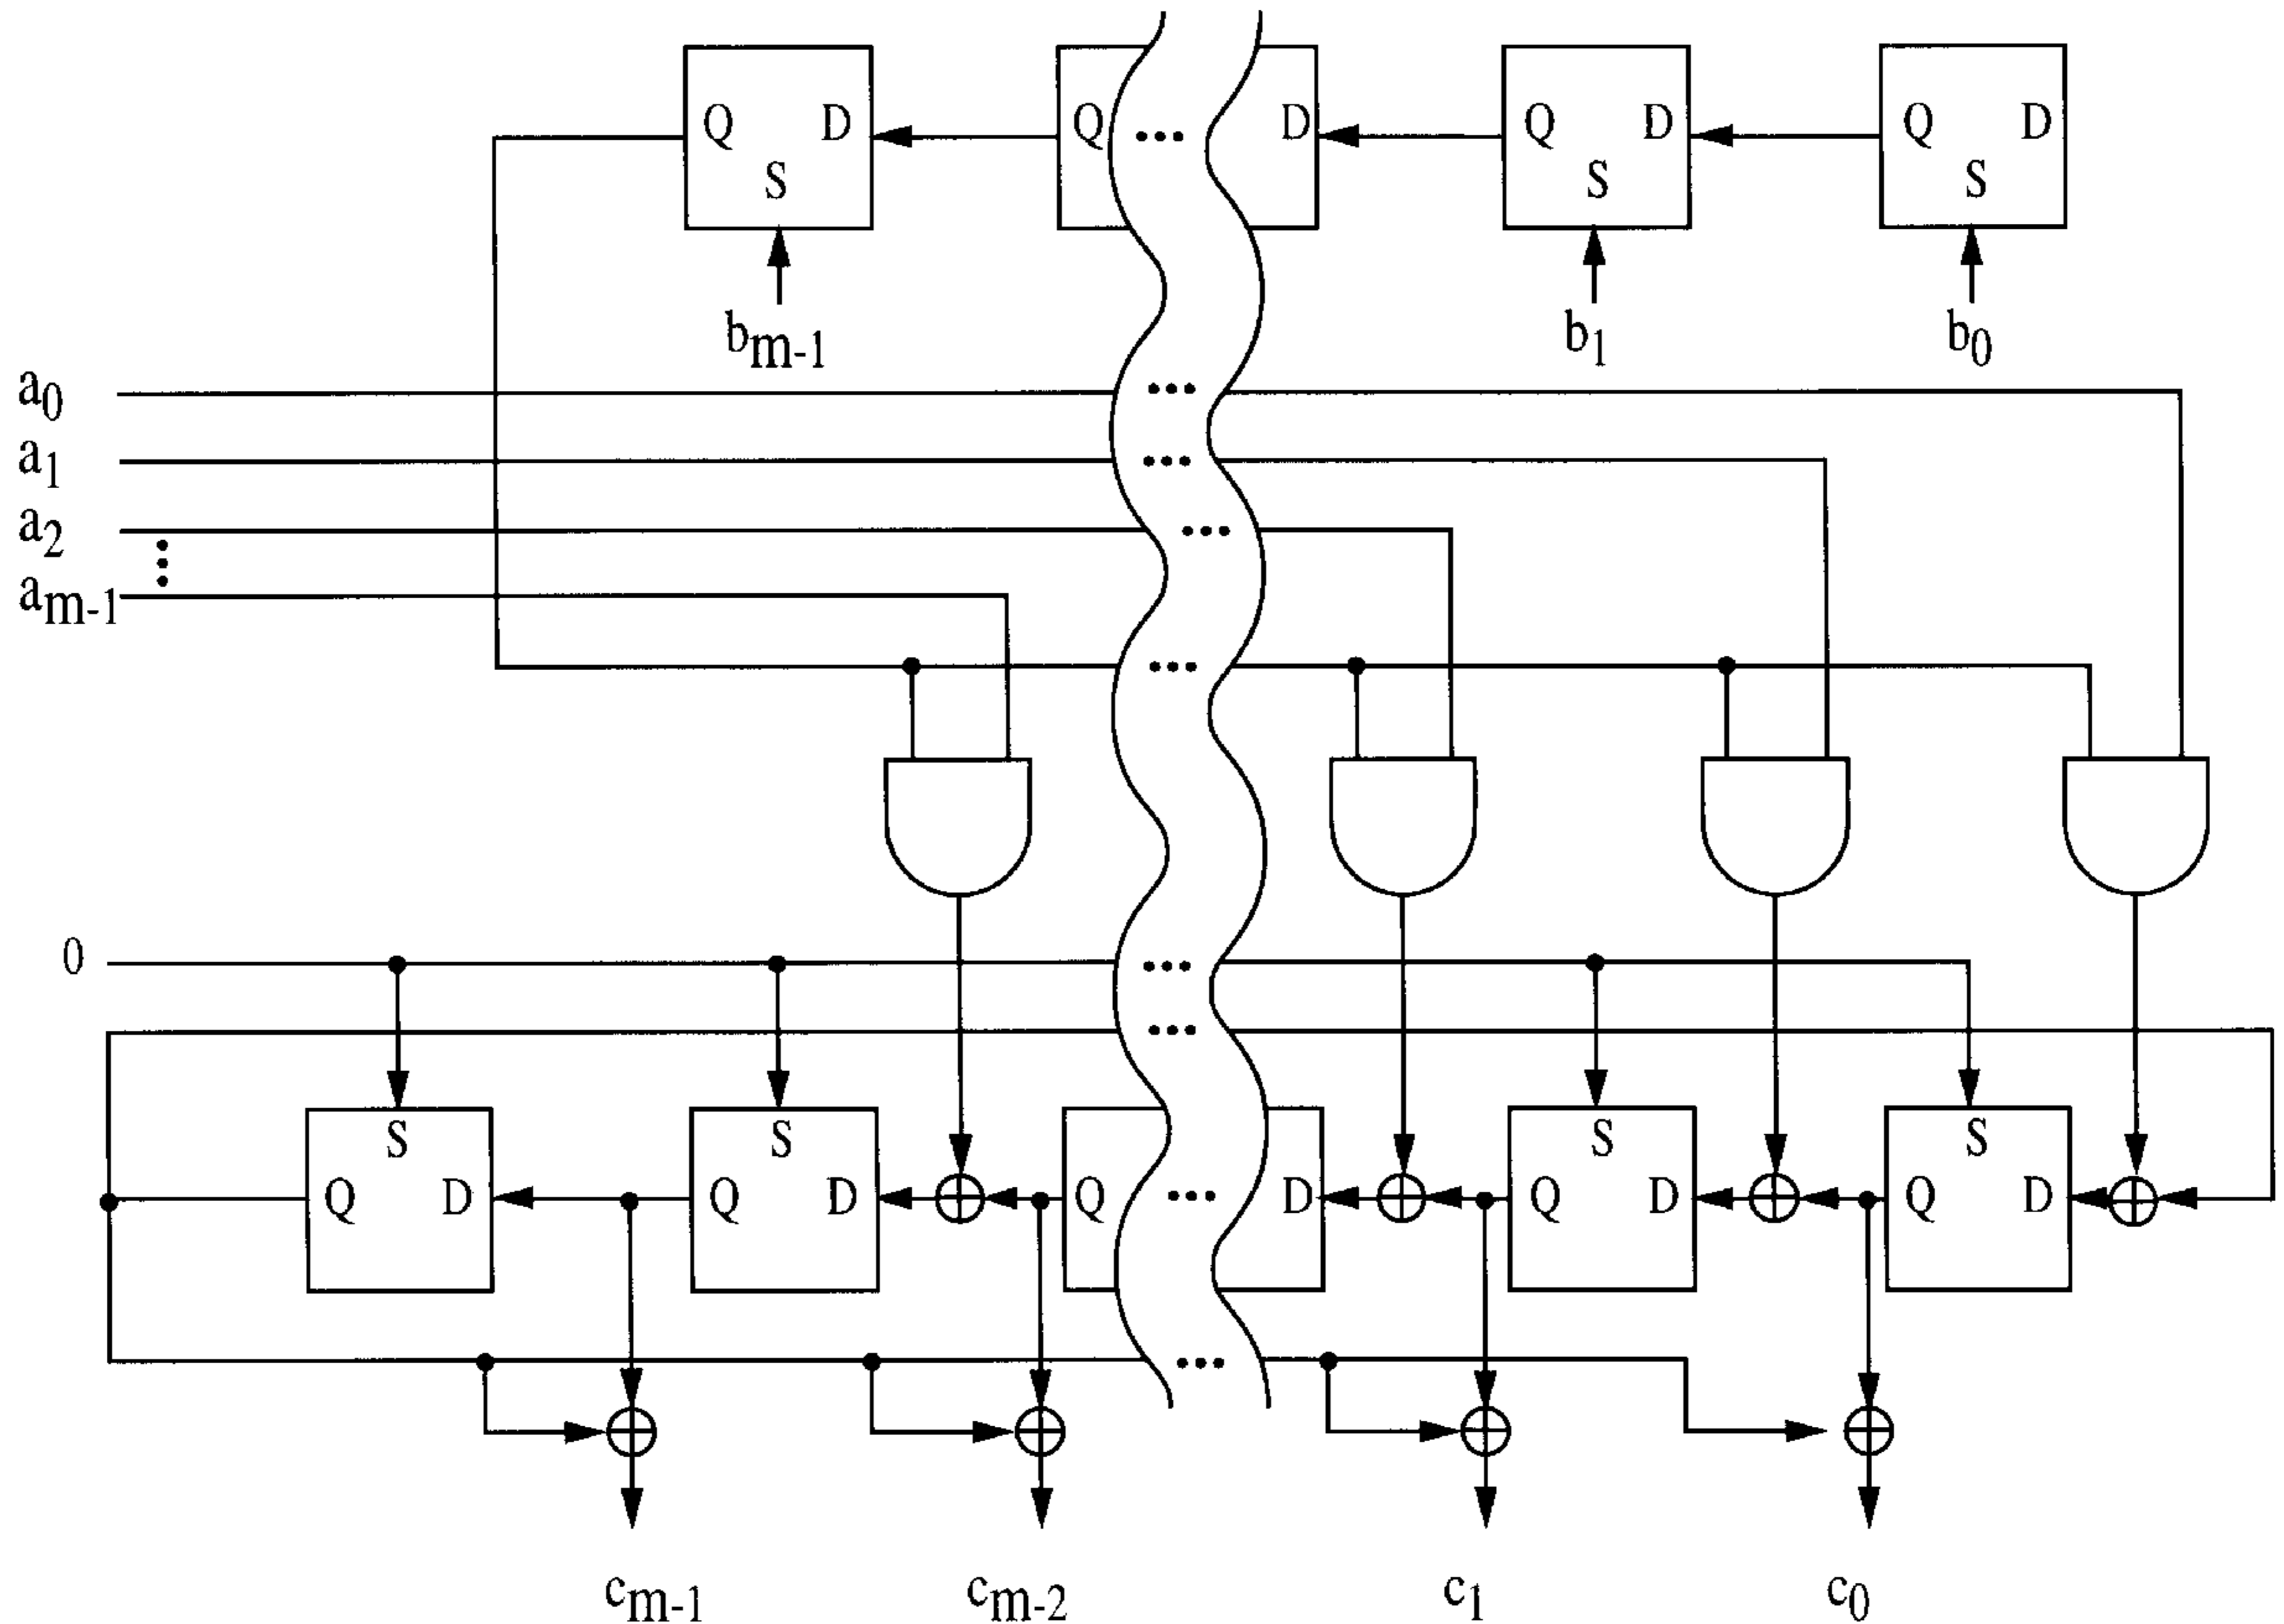 Q D Q ... D Q D Q D
S S S
b_{m-1} b_1 b_0
a_0 ...
a_1 ...
a_2 ...
⋮
a_{m-1}
...
0 ...
...
S S S S
Q D Q D Q ... D Q D Q D
...
c_{m-1} c_{m-2} c_1 c_0